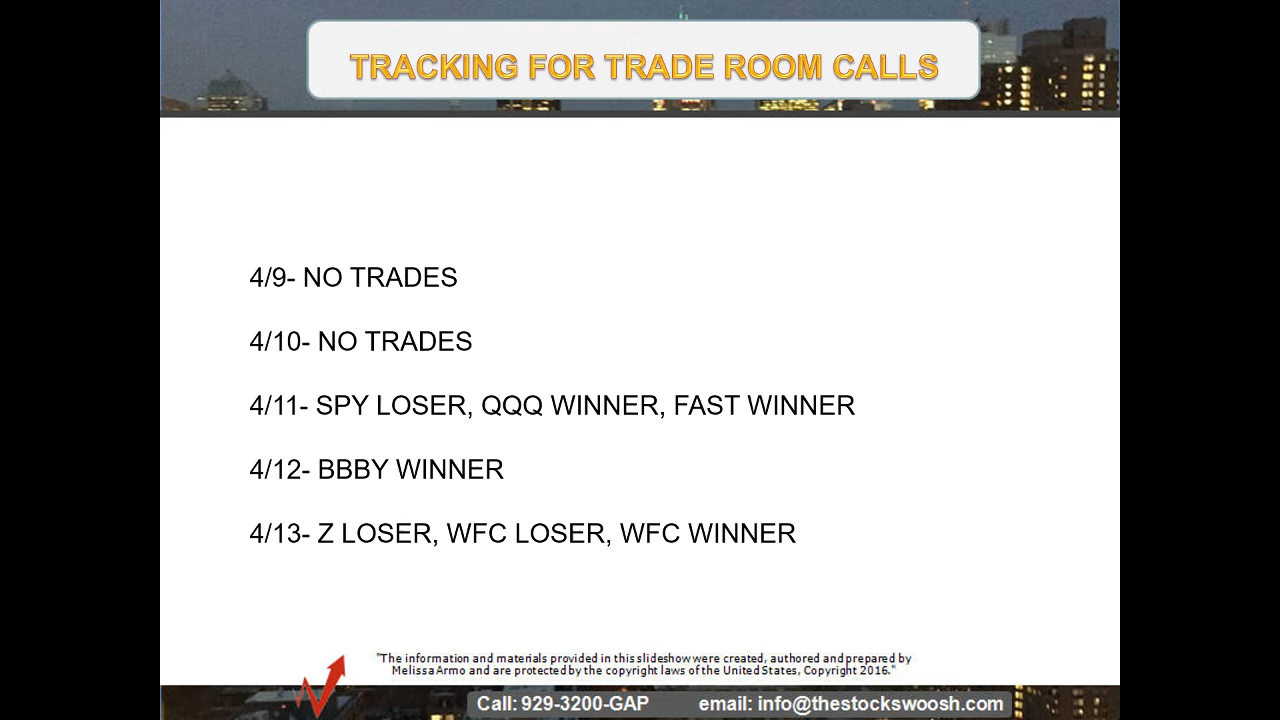 TRACKING FOR TRADE ROOM CALLS
4/9- NO TRADES
4/10- NO TRADES
4/11- SPY LOSER, QQQ WINNER, FAST WINNER
4/12- BBBY WINNER
4/13- Z LOSER, WFC LOSER, WFC WINNER
"The information and materials provided in this slideshow were created, authored and prepared by
Melissa Armo and are protected by the copyright laws of the United States, Copyright 2016."
Call: 929-3200-GAP email: info@thestockswoosh.com